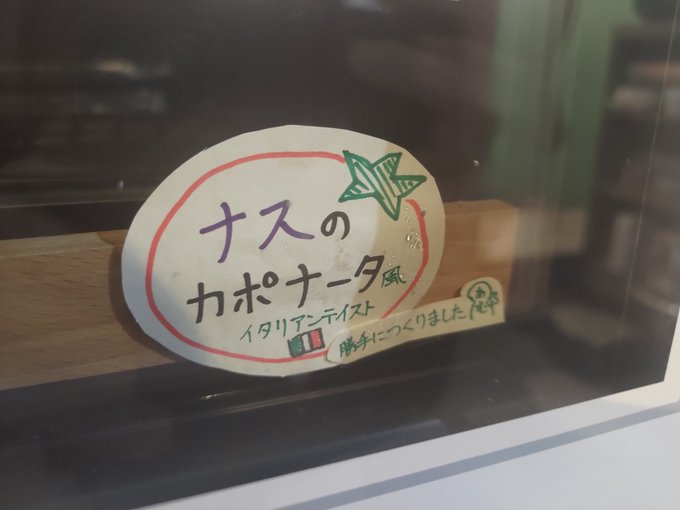 ナスの
カポナータ風
イタリアンテイスト
勝手につくりました